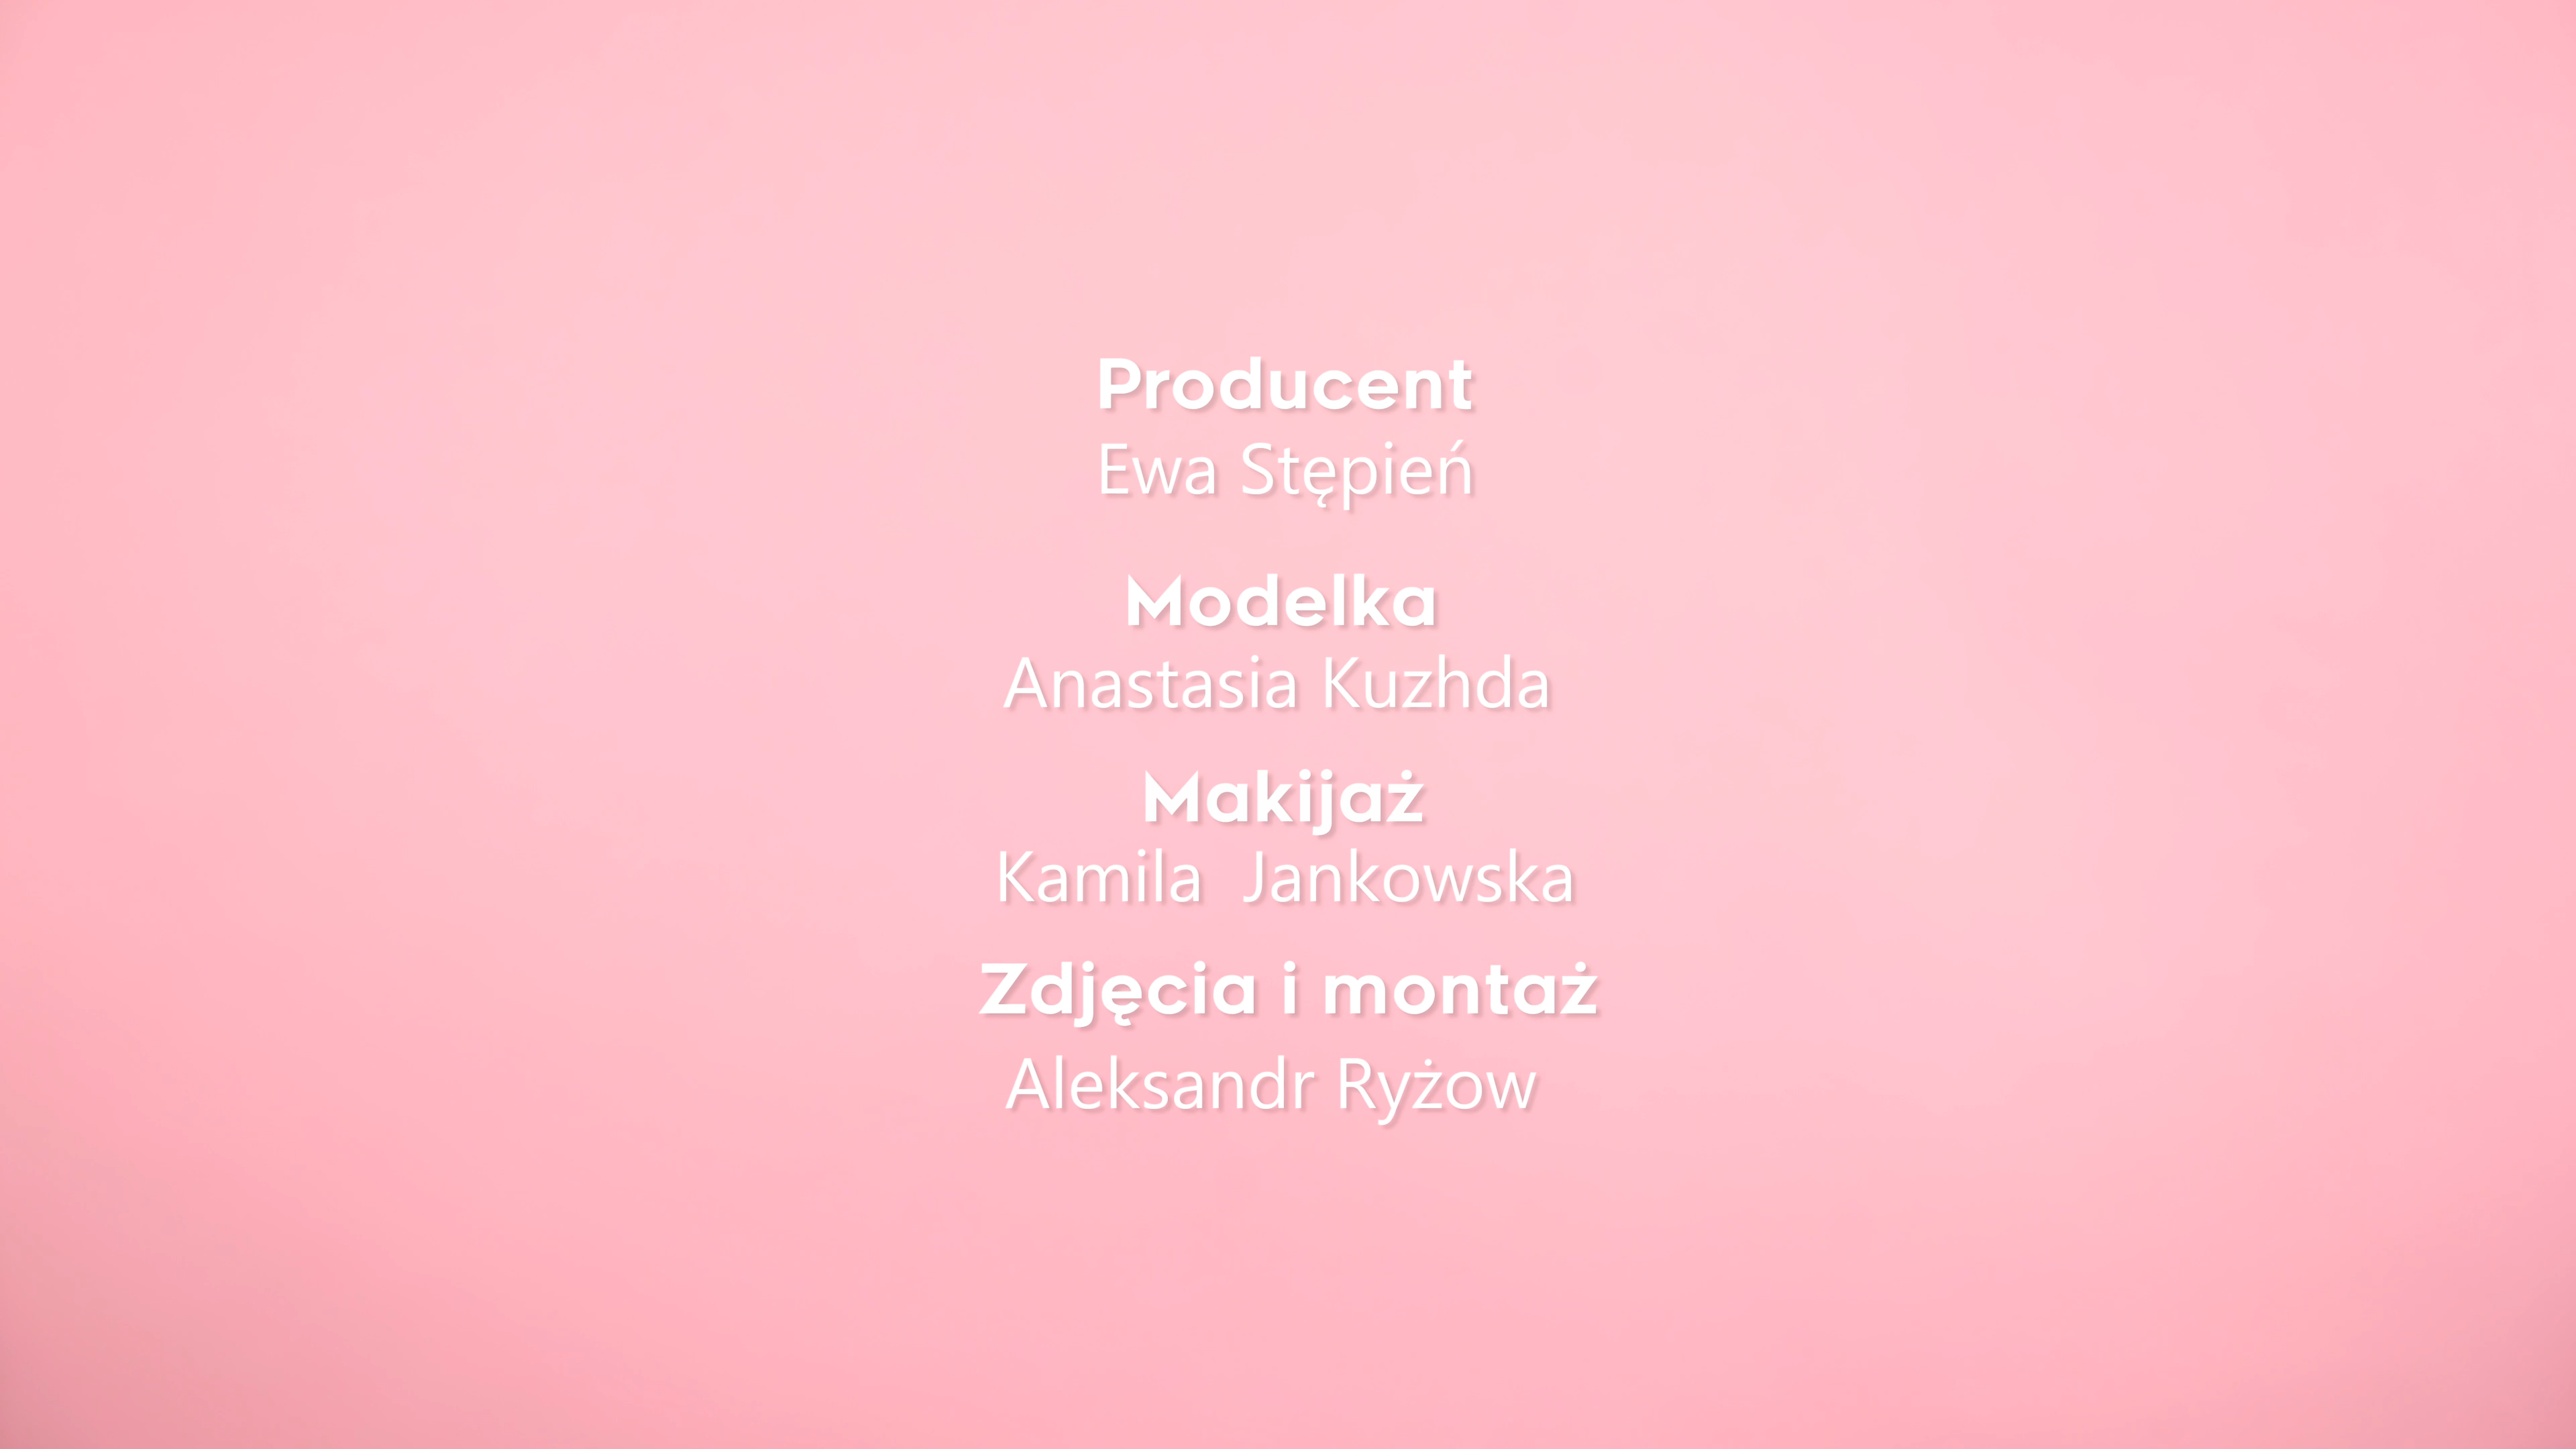 Producent
Ewa Stępień
Modelka
Anastasia Kuzhda
Makijaż
Kamila  Jankowska
Zdjęcia i montaż
Aleksandr Ryżow